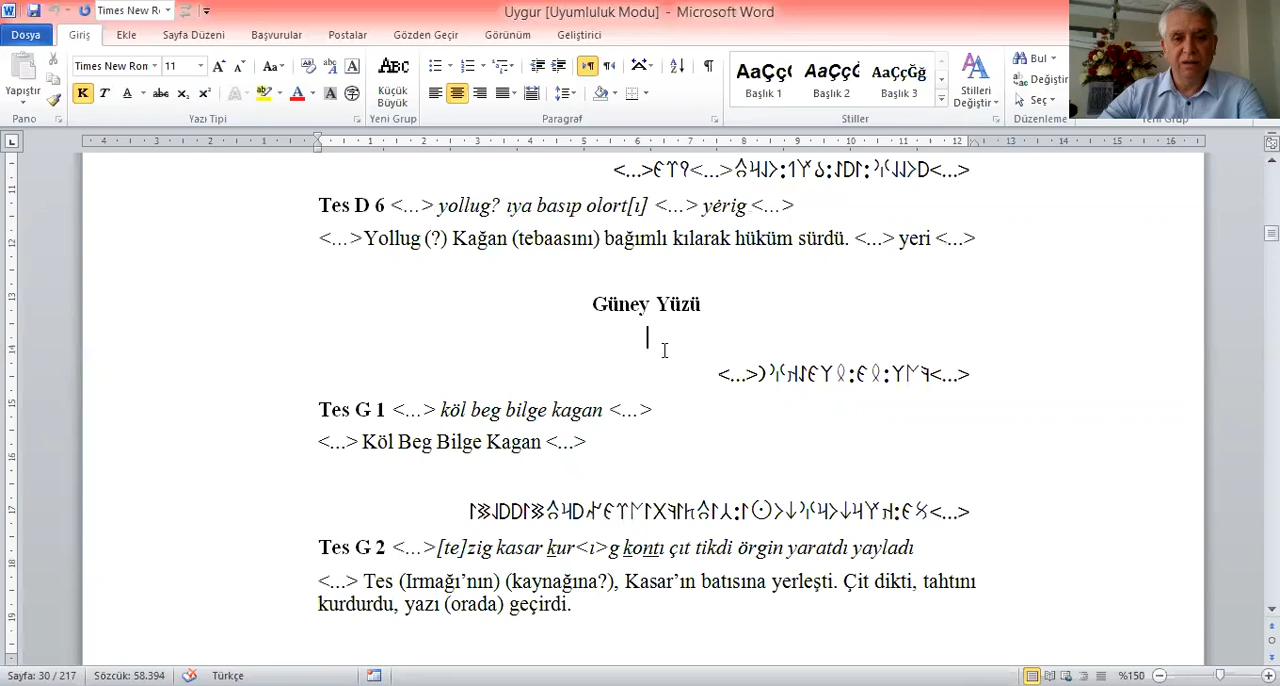 Uygur [Uyumluluk Modu] - Microsoft Word
Times New R
Dosya Giriş Ekle Sayfa Düzeni Başvurular Postalar Gözden Geçir Görünüm Geliştirici
Times New Rom 11
Yapıştır
K T A abc x₂ x² A
Küçük Büyük
AaÇçĞ AaÇçĞ AaÇçĞğ
Başlık 1 Başlık 2 Başlık 3
Stilleri Değiştir
Bul
Değiştir
Seç
Pano Yazı Tipi Yeni Grup Paragraf Stiller Düzenleme
Tes D 6 <…> yollug? ıya basıp olort[ı] <…> yėrig <…>
<…>Yollug (?) Kağan (tebaasını) bağımlı kılarak hüküm sürdü. <…> yeri <…>
Güney Yüzü
Tes G 1 <…> köl beg bilge kagan <…>
<…> Köl Beg Bilge Kagan <…>
Tes G 2 <…>[te]zig kasar kur<ı>g kontı çıt tikdi örgin yaratdı yayladı
<…> Tes (Irmağı’nın) (kaynağına?), Kasar’ın batısına yerleşti. Çit dikti, tahtını
kurdurdu, yazı (orada) geçirdi.
Sayfa: 30 / 217 Sözcük: 58.394 Türkçe %150